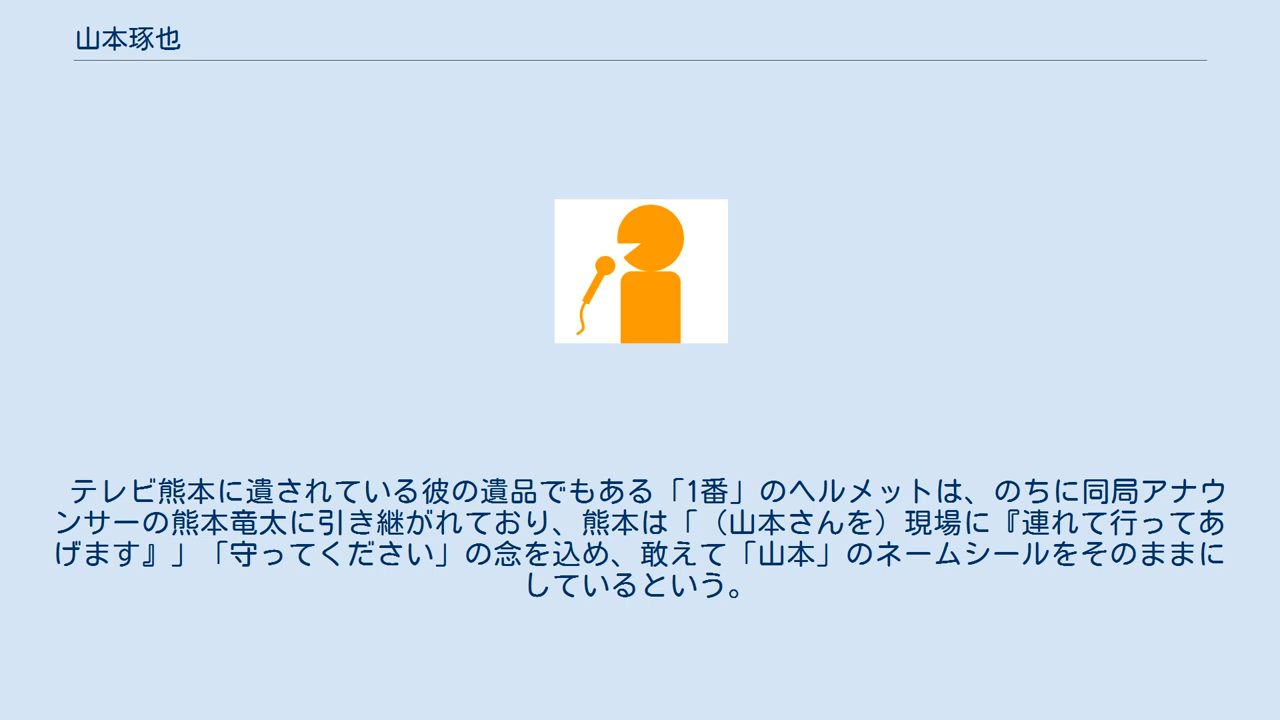 山本琢也
テレビ熊本に遺されている彼の遺品でもある「1番」のヘルメットは、のちに同局アナウ
ンサーの熊本竜太に引き継がれており、熊本は「（山本さんを）現場に『連れて行ってあ
げます』」「守ってください」の念を込め、敢えて「山本」のネームシールをそのままに
しているという。